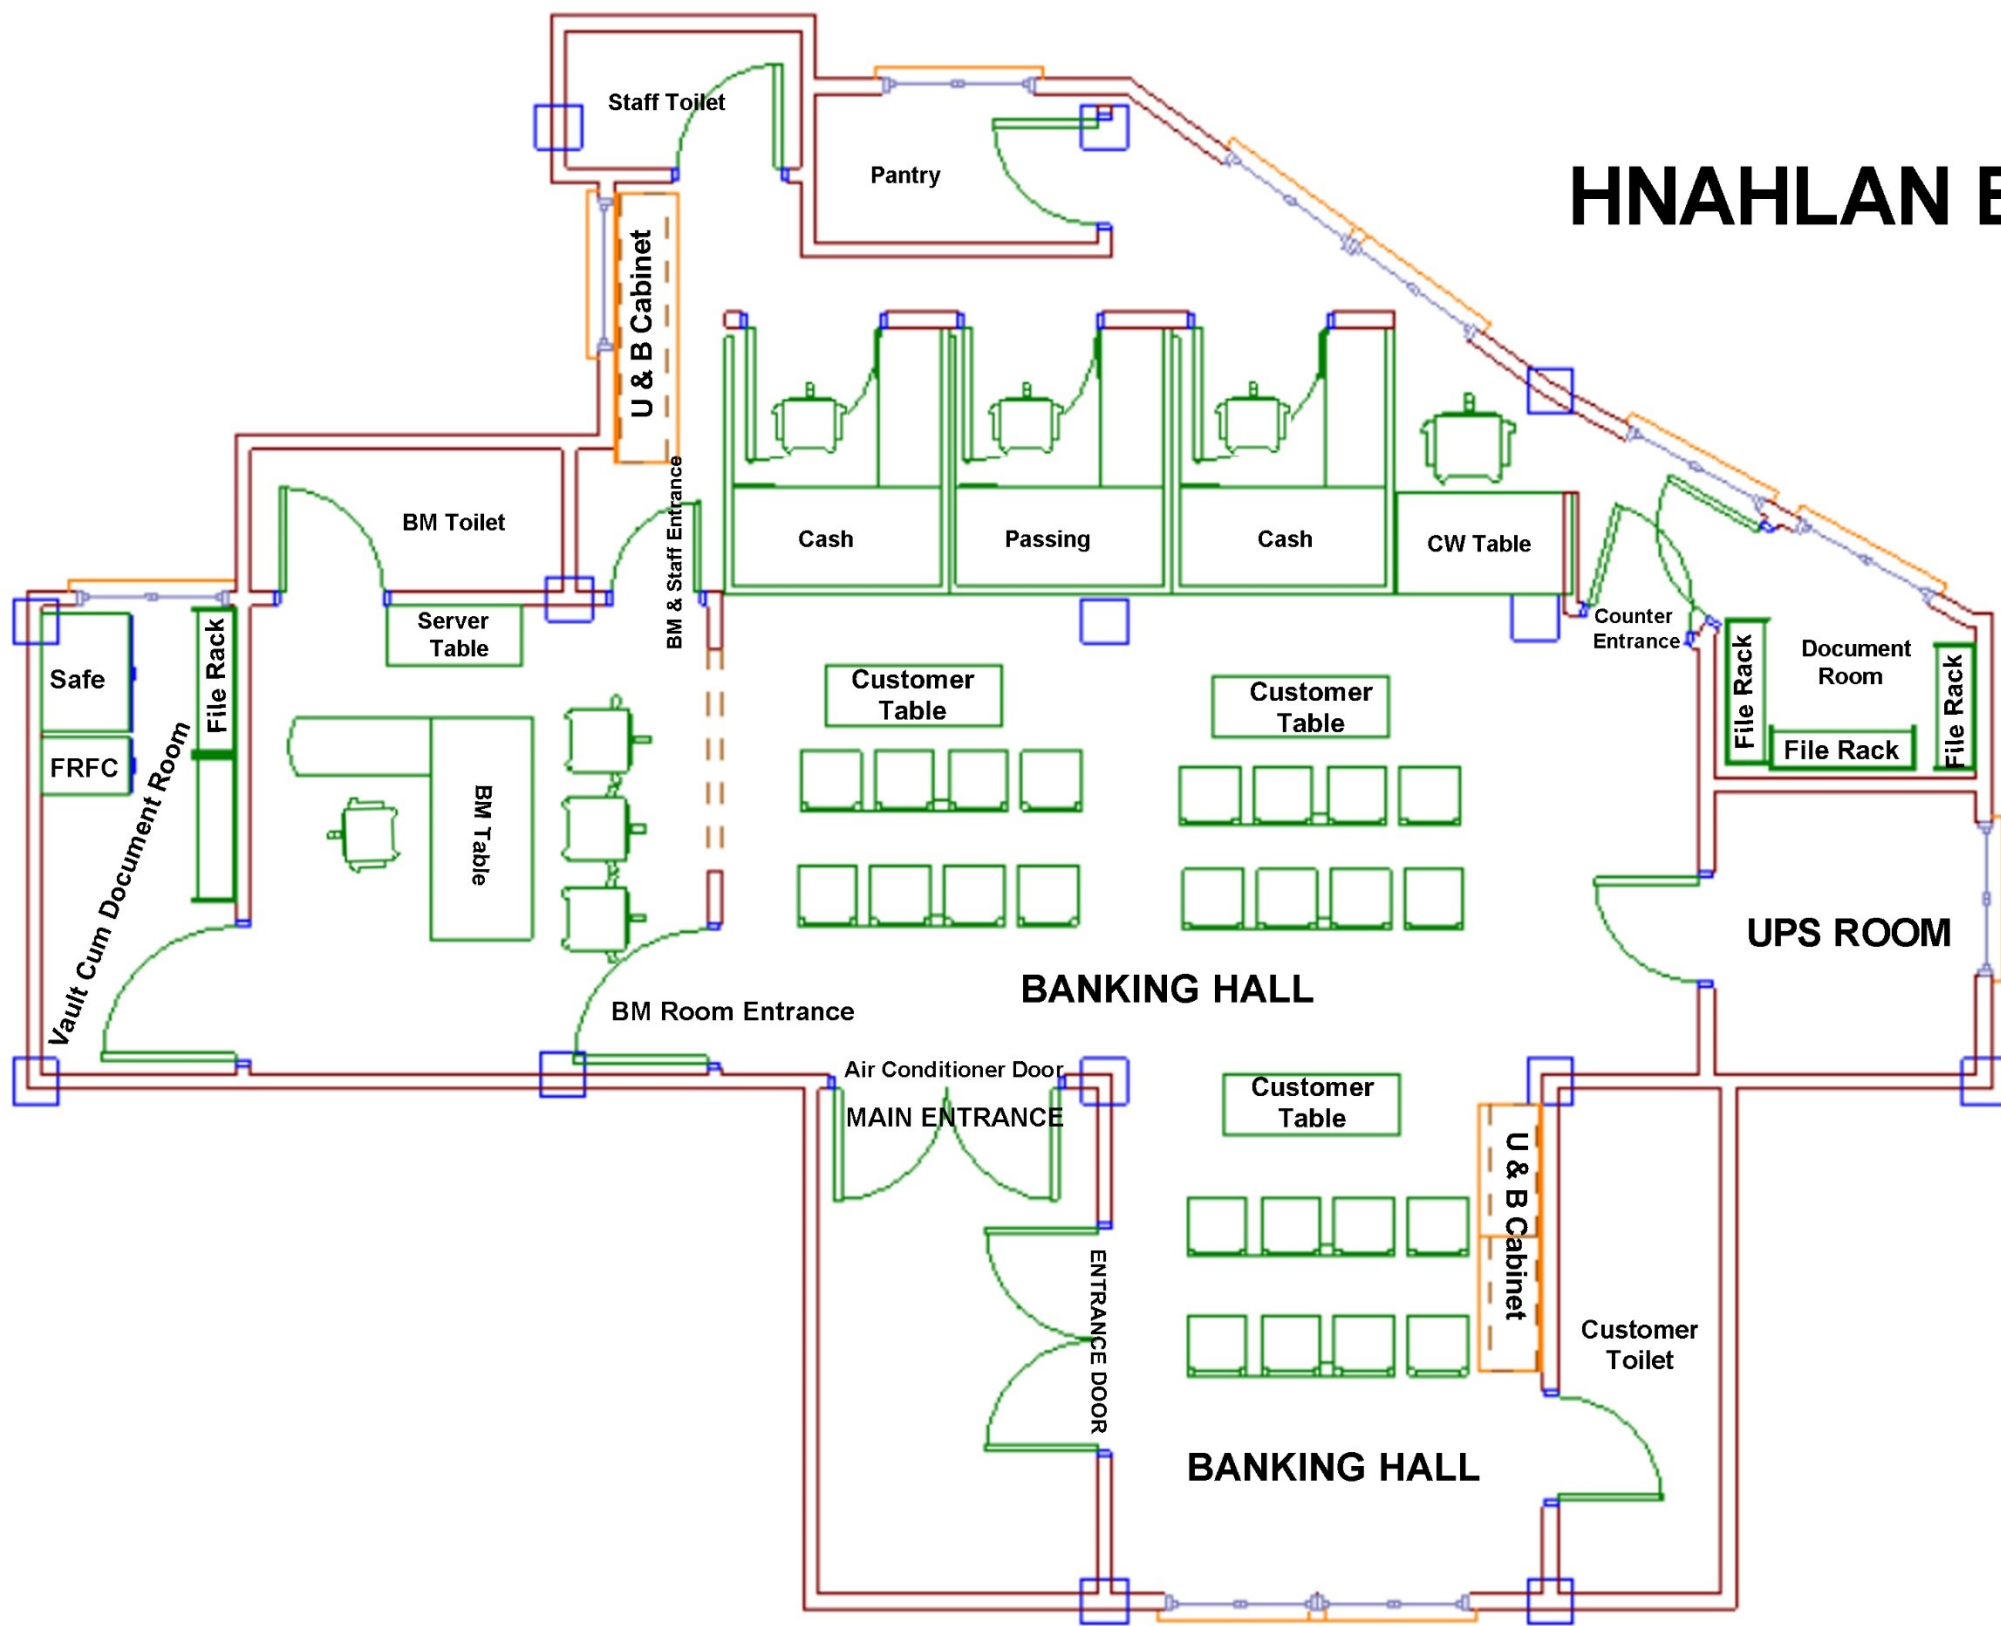 Staff Toilet
HNAHLAN
Pantry
U & B Cabinet
BM Toilet
BM & Staff Entrance
Cash
Passing
Cash
CW Table
Counter
Entrance
Server
Table
Safe
File Rack
FRFC
Vault Cum Document Room
BM Table
Customer
Table
Customer
Table
File Rack
Document
Room
File Rack
File Rack
UPS ROOM
BANKING HALL
BM Room Entrance
Air Conditioner Door
MAIN ENTRANCE
Customer
Table
U & B Cabinet
ENTRANCE DOOR
Customer
Toilet
BANKING HALL